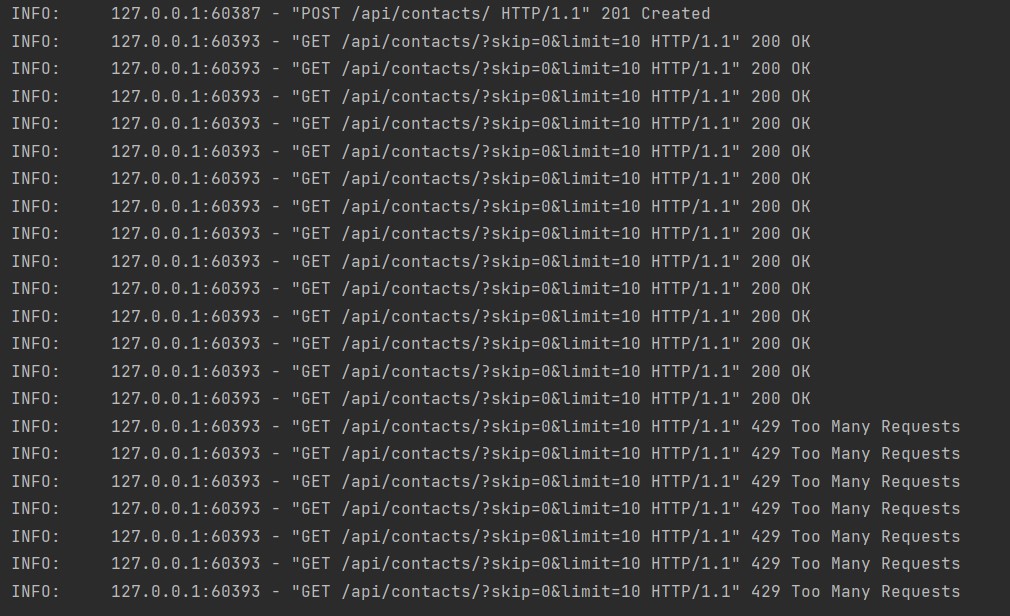 INFO:     127.0.0.1:60387 - "POST /api/contacts/ HTTP/1.1" 201 Created
INFO:     127.0.0.1:60393 - "GET /api/contacts/?skip=0&limit=10 HTTP/1.1" 200 OK
INFO:     127.0.0.1:60393 - "GET /api/contacts/?skip=0&limit=10 HTTP/1.1" 200 OK
INFO:     127.0.0.1:60393 - "GET /api/contacts/?skip=0&limit=10 HTTP/1.1" 200 OK
INFO:     127.0.0.1:60393 - "GET /api/contacts/?skip=0&limit=10 HTTP/1.1" 200 OK
INFO:     127.0.0.1:60393 - "GET /api/contacts/?skip=0&limit=10 HTTP/1.1" 200 OK
INFO:     127.0.0.1:60393 - "GET /api/contacts/?skip=0&limit=10 HTTP/1.1" 200 OK
INFO:     127.0.0.1:60393 - "GET /api/contacts/?skip=0&limit=10 HTTP/1.1" 200 OK
INFO:     127.0.0.1:60393 - "GET /api/contacts/?skip=0&limit=10 HTTP/1.1" 200 OK
INFO:     127.0.0.1:60393 - "GET /api/contacts/?skip=0&limit=10 HTTP/1.1" 200 OK
INFO:     127.0.0.1:60393 - "GET /api/contacts/?skip=0&limit=10 HTTP/1.1" 200 OK
INFO:     127.0.0.1:60393 - "GET /api/contacts/?skip=0&limit=10 HTTP/1.1" 200 OK
INFO:     127.0.0.1:60393 - "GET /api/contacts/?skip=0&limit=10 HTTP/1.1" 200 OK
INFO:     127.0.0.1:60393 - "GET /api/contacts/?skip=0&limit=10 HTTP/1.1" 200 OK
INFO:     127.0.0.1:60393 - "GET /api/contacts/?skip=0&limit=10 HTTP/1.1" 200 OK
INFO:     127.0.0.1:60393 - "GET /api/contacts/?skip=0&limit=10 HTTP/1.1" 429 Too Many Requests
INFO:     127.0.0.1:60393 - "GET /api/contacts/?skip=0&limit=10 HTTP/1.1" 429 Too Many Requests
INFO:     127.0.0.1:60393 - "GET /api/contacts/?skip=0&limit=10 HTTP/1.1" 429 Too Many Requests
INFO:     127.0.0.1:60393 - "GET /api/contacts/?skip=0&limit=10 HTTP/1.1" 429 Too Many Requests
INFO:     127.0.0.1:60393 - "GET /api/contacts/?skip=0&limit=10 HTTP/1.1" 429 Too Many Requests
INFO:     127.0.0.1:60393 - "GET /api/contacts/?skip=0&limit=10 HTTP/1.1" 429 Too Many Requests
INFO:     127.0.0.1:60393 - "GET /api/contacts/?skip=0&limit=10 HTTP/1.1" 429 Too Many Requests